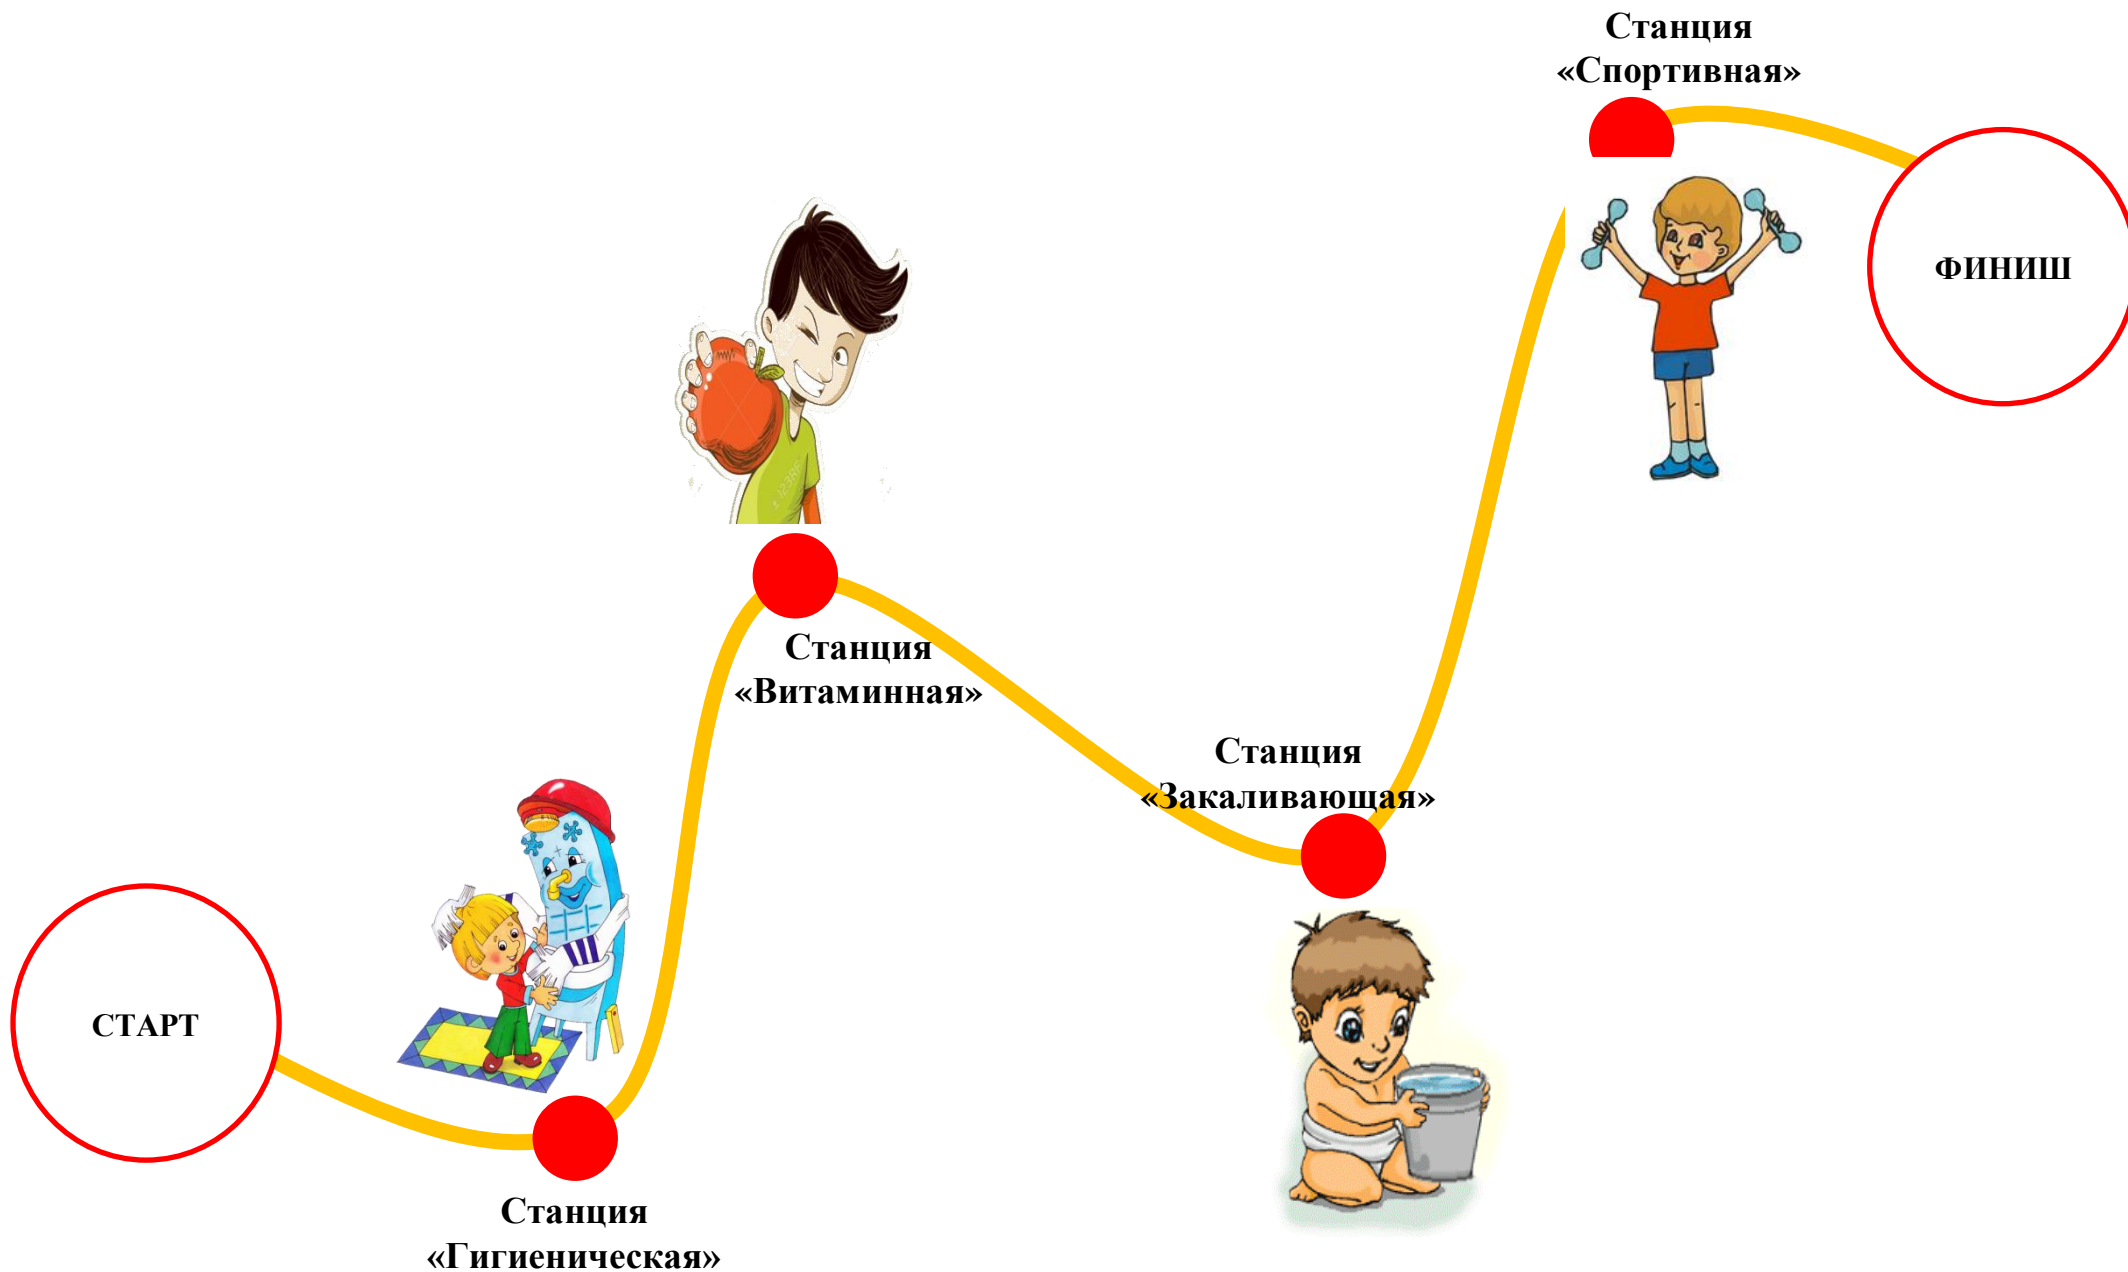 Станция
«Спортивная»
ФИНИШ
Станция
«Витаминная»
Станция
«Закаливающая»
СТАРТ
Станция
«Гигиеническая»